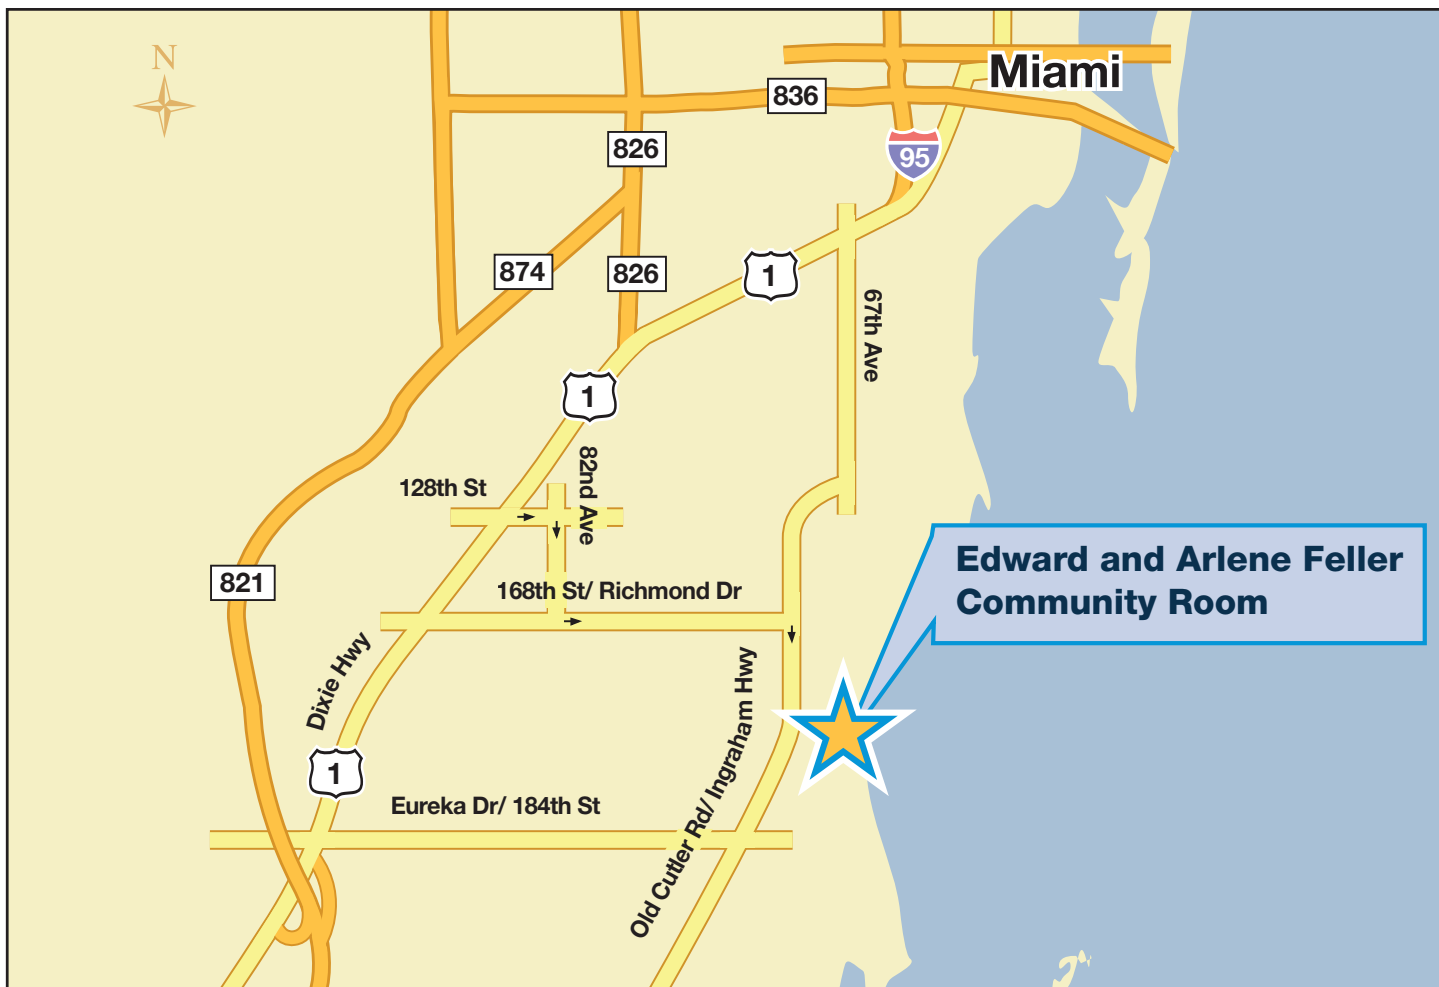 N
Miami
836
826
95
874
826
1
67th Ave
1
82nd Ave
128th St
Edward and Arlene Feller
Community Room
821
168th St/ Richmond Dr
Dixie Hwy
1
Old Cutler Rd/ Ingraham Hwy
Eureka Dr/ 184th St